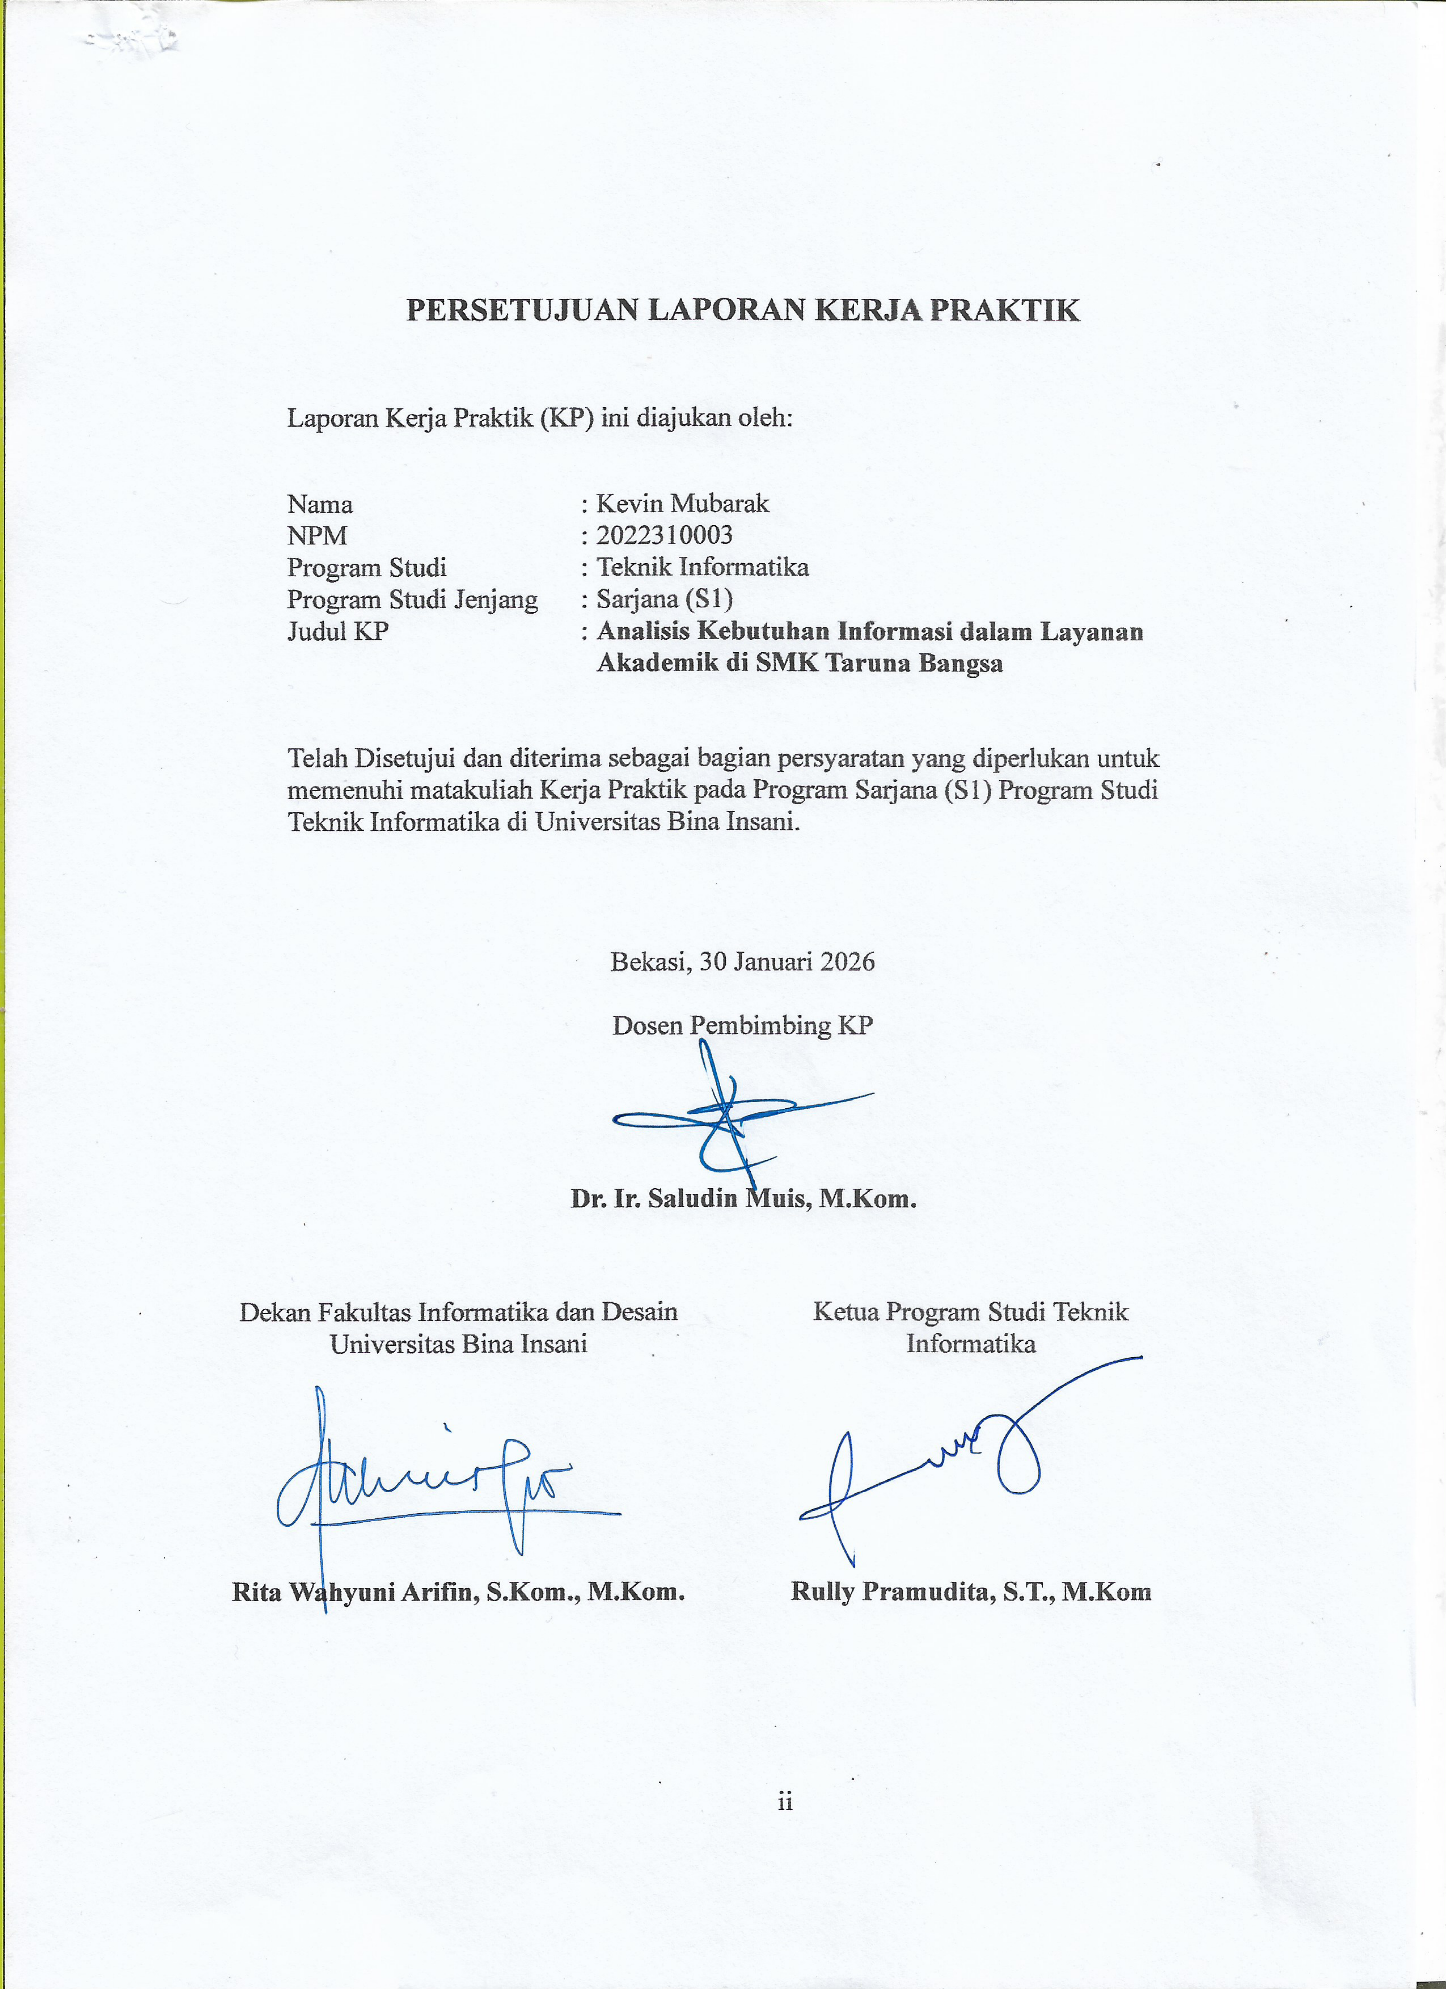 PERSETUJUAN LAPORAN KERJA PRAKTIK
Laporan Kerja Praktik (KP) ini diajukan oleh:
Nama : Kevin Mubarak
NPM : 2022310003
Program Studi : Teknik Informatika
Program Studi Jenjang : Sarjana (S1)
Judul KP : Analisis Kebutuhan Informasi dalam Layanan
Akademik di SMK Taruna Bangsa
Telah Disetujui dan diterima sebagai bagian persyaratan yang diperlukan untuk
memenuhi matakuliah Kerja Praktik pada Program Sarjana (S1) Program Studi
Teknik Informatika di Universitas Bina Insani.
Bekasi, 30 Januari 2026
Dosen Pembimbing KP
Dr. Ir. Saludin Muis, M.Kom.
Dekan Fakultas Informatika dan Desain
Universitas Bina Insani
Rita Wahyuni Arifin, S.Kom., M.Kom.
Ketua Program Studi Teknik
Informatika
Rully Pramudita, S.T., M.Kom
ii